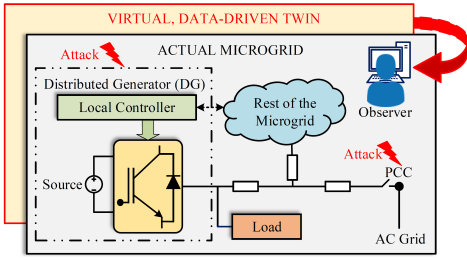 VIRTUAL, DATA-DRIVEN TWIN
ACTUAL MICROGRID
Attack
Distributed Generator (DG)
Local Controller
Rest of the
Microgrid
Observer
Source
Attack
PCC
Load
AC Grid